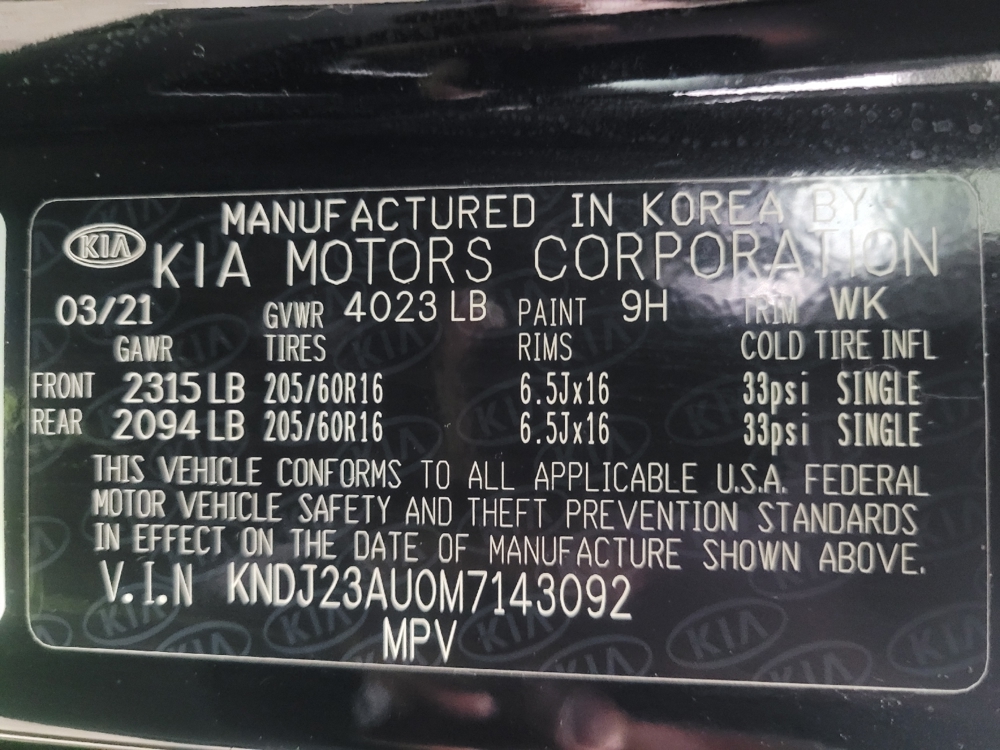 MANUFACTURED IN KOREA BY
KIA KIA MOTORS CORPORATION
03/21 GVWR 4023 LB PAINT 9H TRIM WK
GAWR TIRES RIMS COLD TIRE INFL
FRONT 2315 LB 205/60R16 6.5Jx16 33psi SINGLE
REAR 2094 LB 205/60R16 6.5Jx16 33psi SINGLE
THIS VEHICLE CONFORMS TO ALL APPLICABLE U.S.A. FEDERAL
MOTOR VEHICLE SAFETY AND THEFT PREVENTION STANDARDS
IN EFFECT ON THE DATE OF MANUFACTURE SHOWN ABOVE.
V.I.N KNDJ23AU0M7143092
MPV